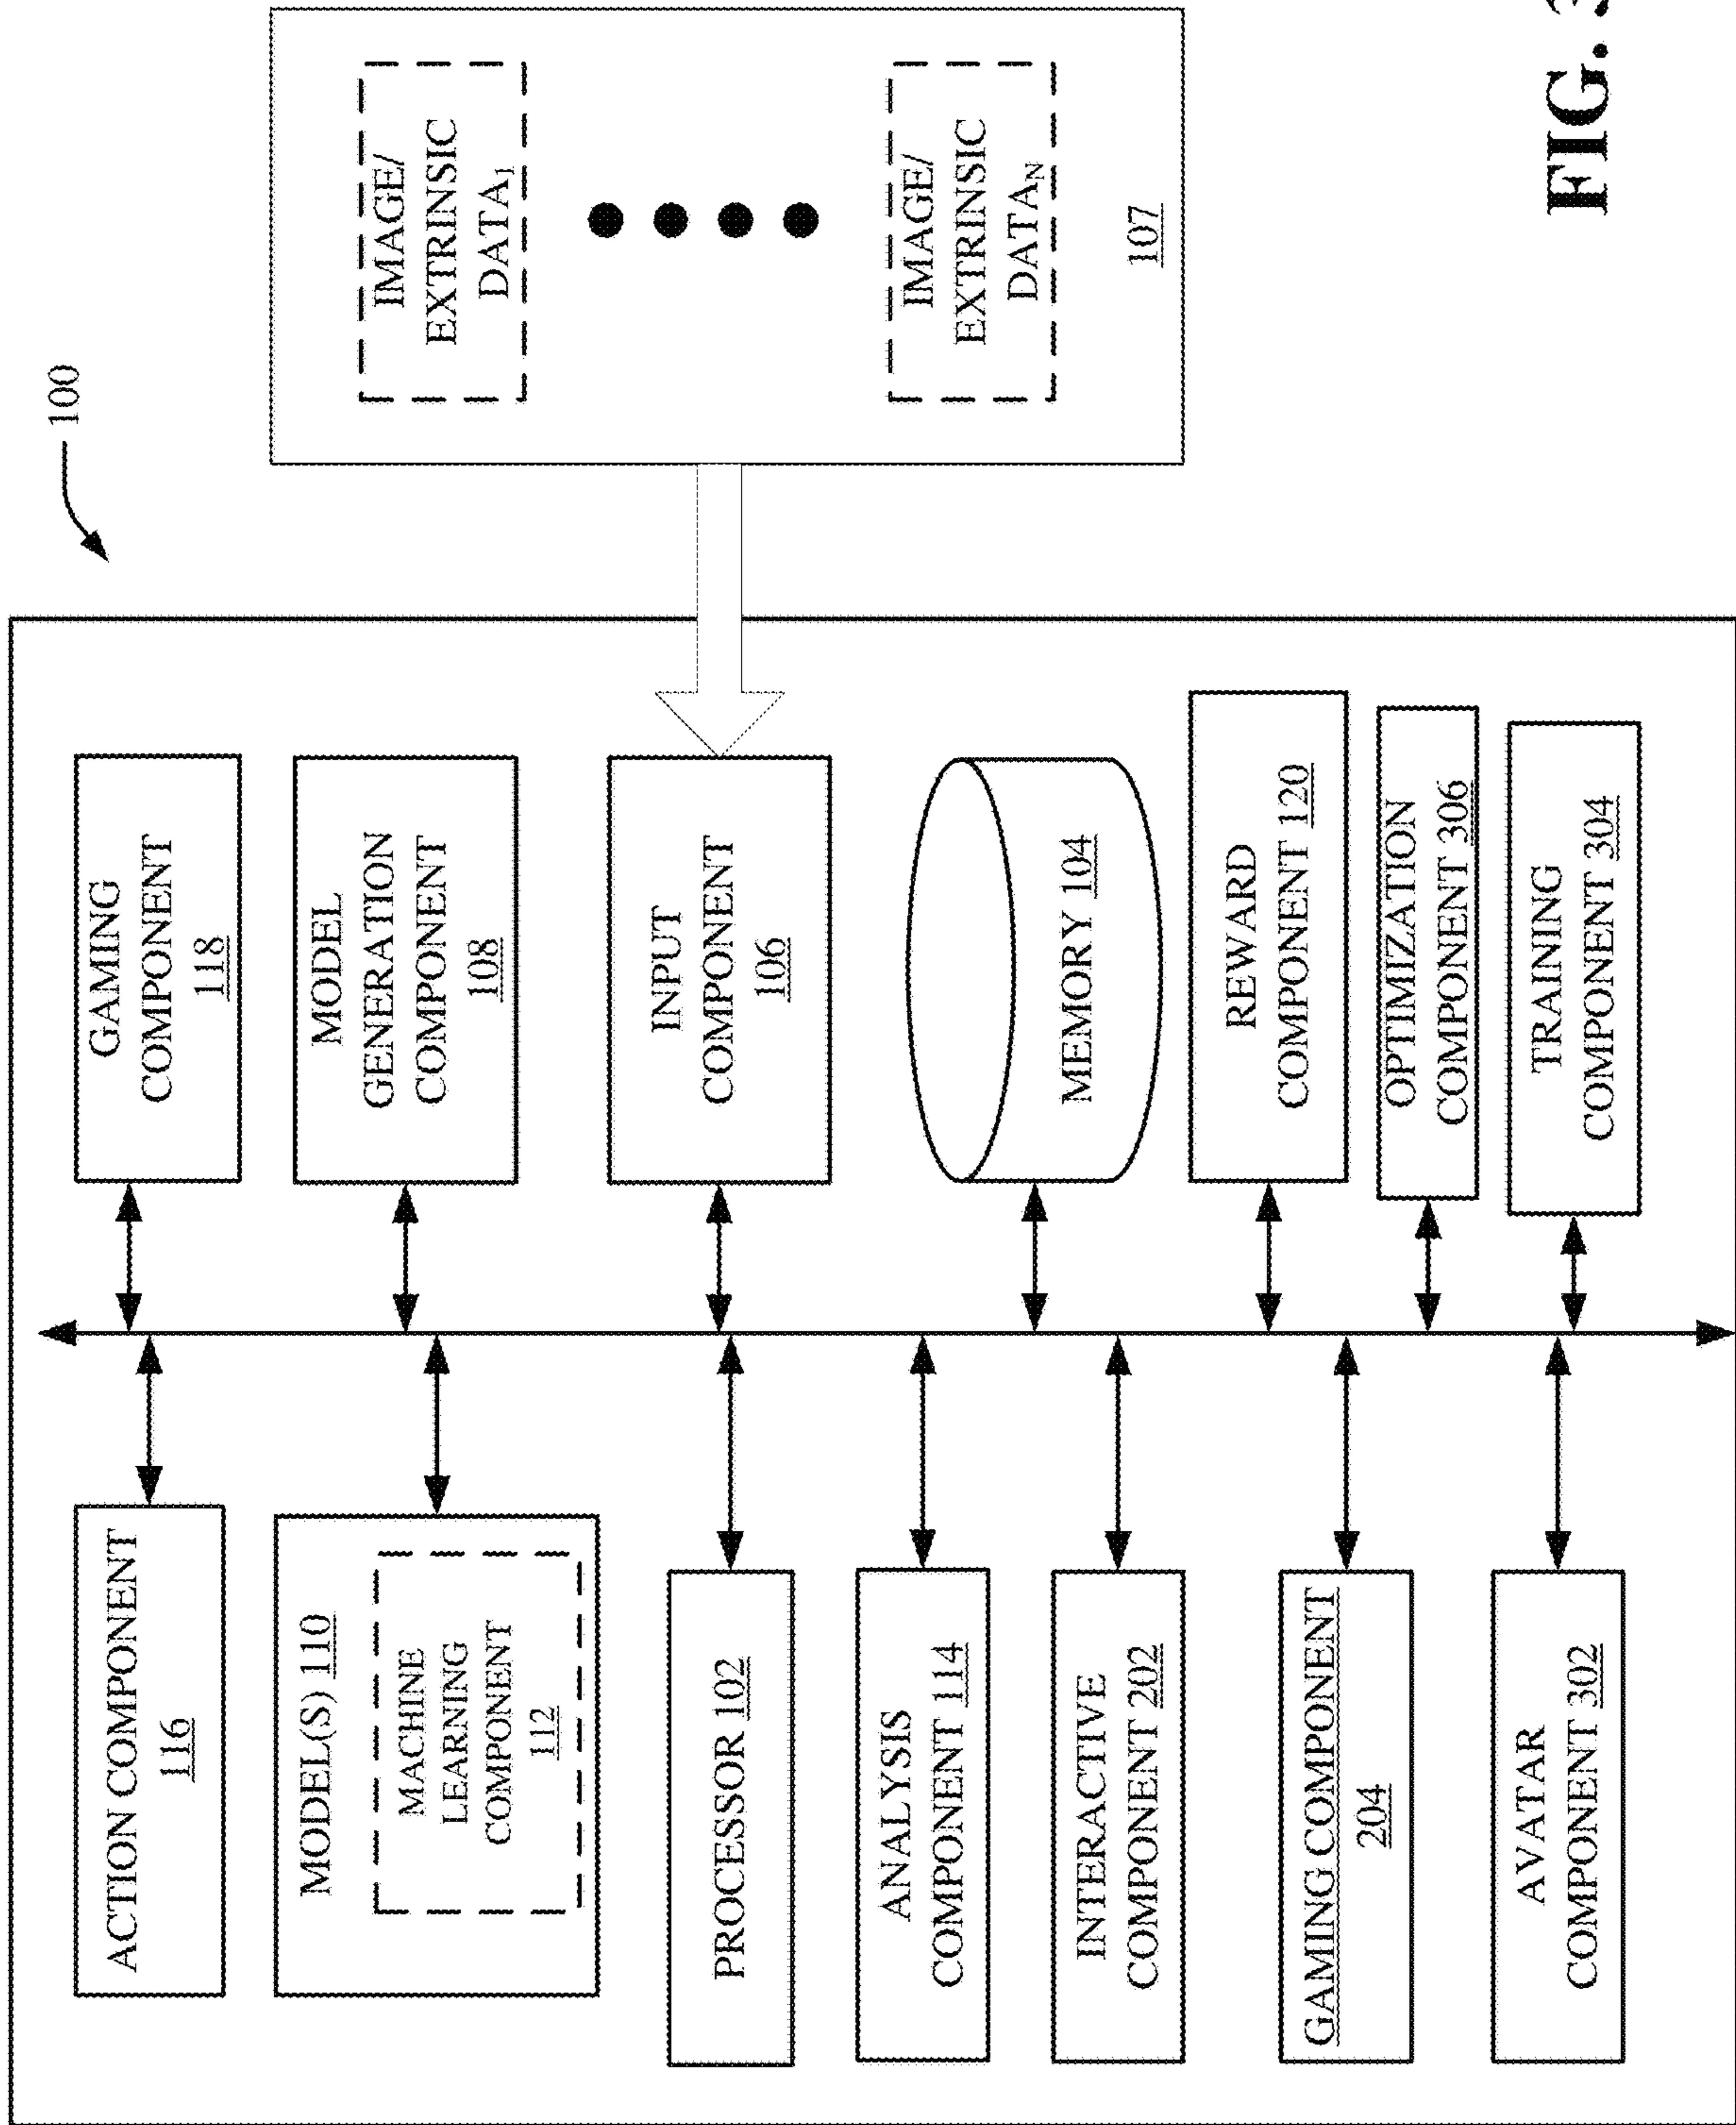 100
ACTION COMPONENT
116
MODEL(S) 110
MACHINE
LEARNING
COMPONENT
112
PROCESSOR 102
ANALYSIS
COMPONENT 114
INTERACTIVE
COMPONENT 202
GAMING COMPONENT
204
AVATAR
COMPONENT 302
GAMING
COMPONENT
118
MODEL
GENERATION
COMPONENT
108
INPUT
COMPONENT
106
MEMORY 104
REWARD
COMPONENT 120
OPTIMIZATION
COMPONENT 306
TRAINING
COMPONENT 304
IMAGE/
EXTRINSIC
DATA1
IMAGE/
EXTRINSIC
DATAN
107
FIG. 3